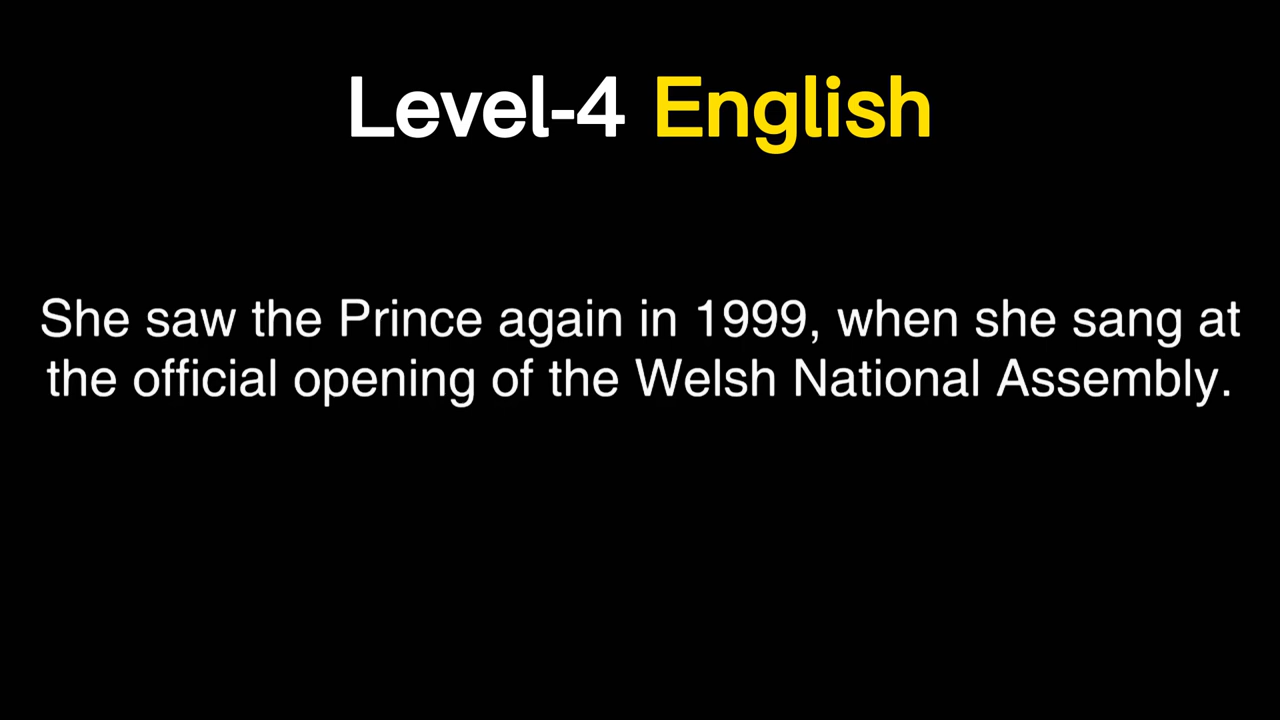 Level-4 English
She saw the Prince again in 1999, when she sang at
the official opening of the Welsh National Assembly.